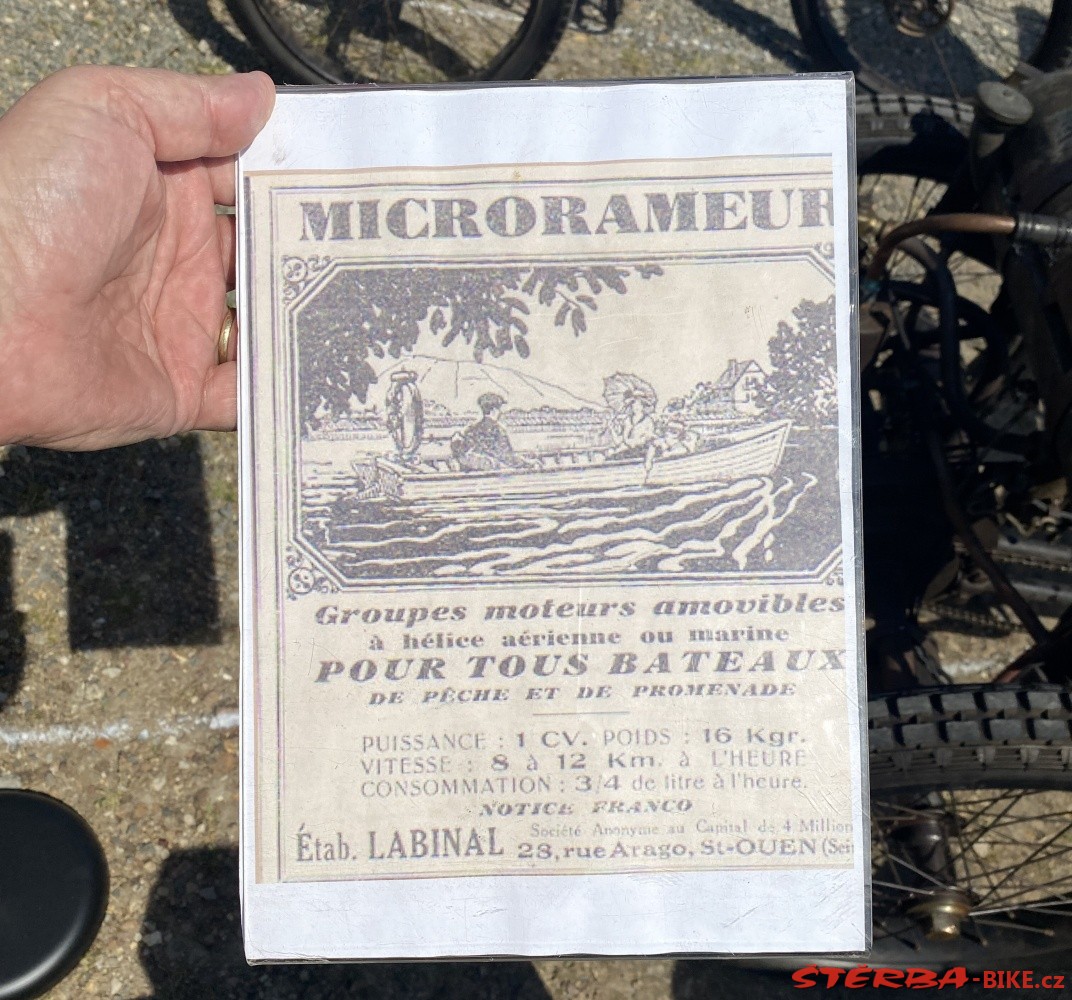 MICRORAMEUR
Groupes moteurs amovibles
à hélice aérienne ou marine
POUR TOUS BATEAUX
DE PÊCHE ET DE PROMENADE
PUISSANCE : 1 CV. POIDS : 16 Kgr.
VITESSE : 8 à 12 Km. à L'HEURE
CONSOMMATION : 3/4 de litre à l'heure.
NOTICE FRANCO
Étab. LABINAL Société Anonyme au Capital de 4 Million
28, rue Arago, St-OUEN (Sei
STERBA-BIKE.cz